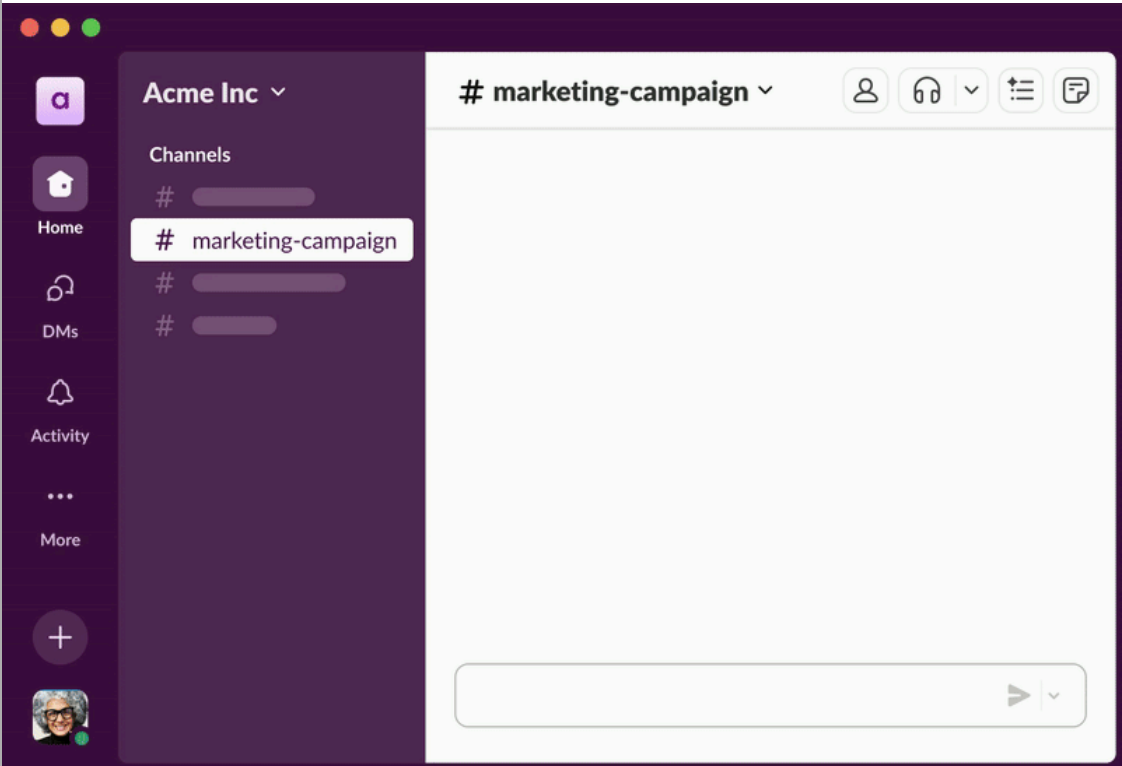 a
Acme Inc
# marketing-campaign
Channels
#
# marketing-campaign
#
#
Home
DMs
Activity
More